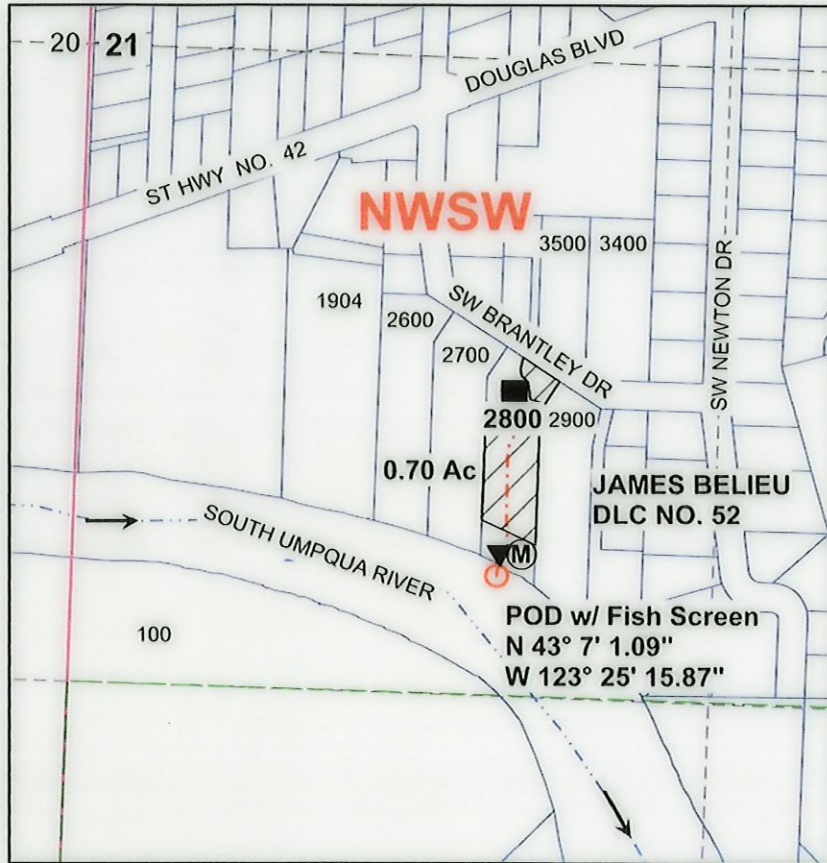 20 21
DOUGLAS BLVD
ST HWY NO. 42
NWSW
3500 3400
1904
SW BRANTLEY DR
SW NEWTON DR
2600
2700
2800 2900
0.70 Ac
JAMES BELIEU
DLC NO. 52
SOUTH UMPQUA RIVER
M
POD w/ Fish Screen
N 43° 7' 1.09"
W 123° 25' 15.87"
100